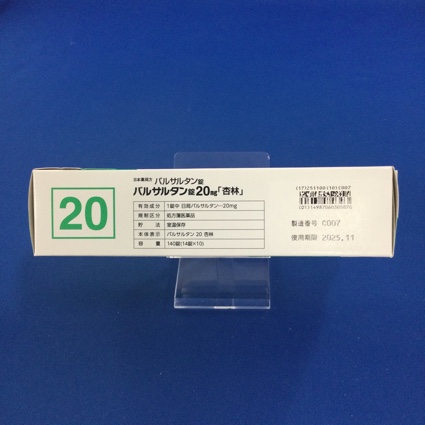 20
日本薬局方 バルサルタン錠
バルサルタン錠20mg「杏林」
有効成分 1錠中 日局バルサルタン…20mg
規制区分 処方箋医薬品
貯法 室温保存
本体表示 バルサルタン 20 杏林
容量 140錠(14錠×10)
(17)251100(10)C007
製造番号 C007
使用期限 2025.11